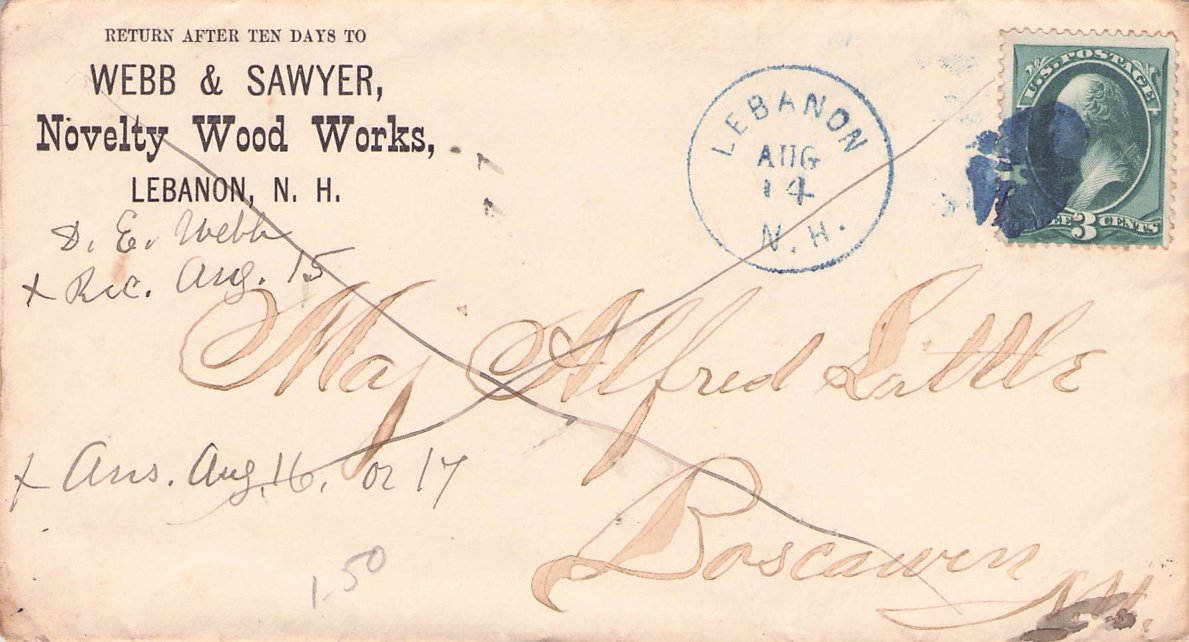 RETURN AFTER TEN DAYS TO
WEBB & SAWYER,
Novelty Wood Works,
LEBANON, N. H.
D. E. Webb
x Rec. Aug. 15
LEBANON
AUG
14
N. H.
U.S. POSTAGE
3 CENTS
Maj Alfred Little
x Ans. Aug. 16. or 17
Boscawen
N.
1-50